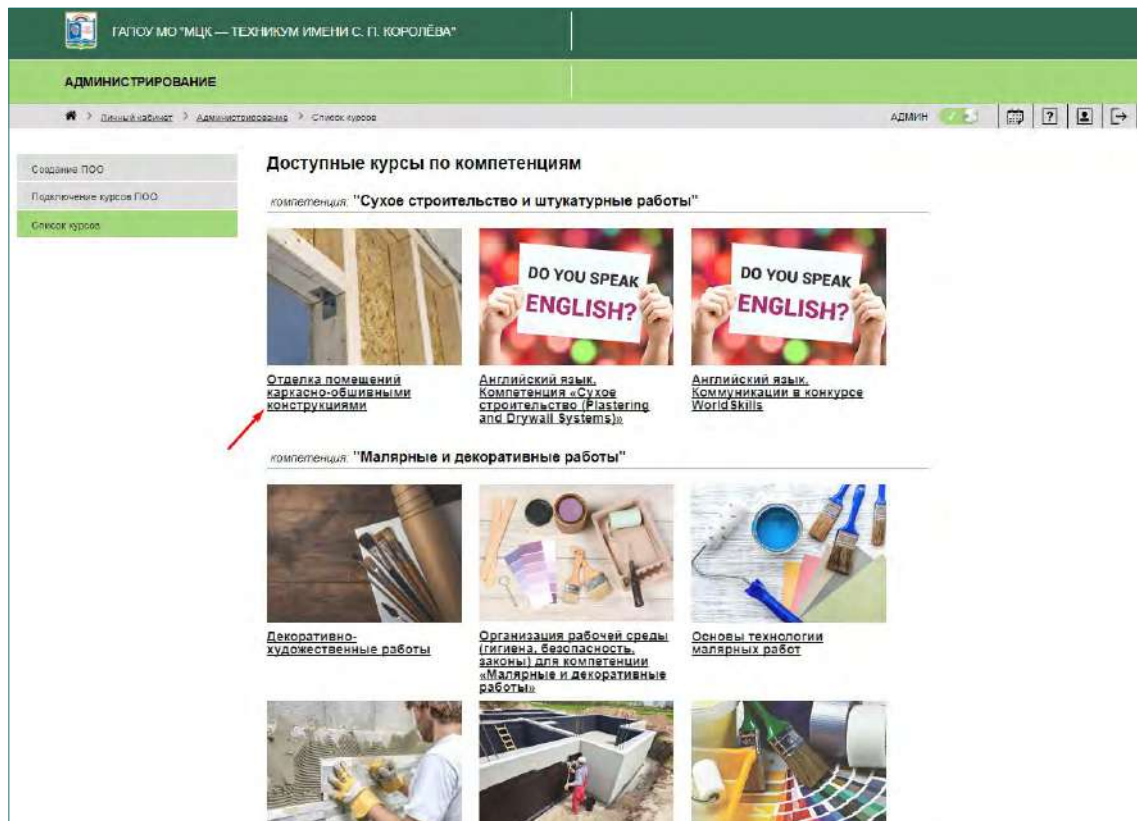 ГАПОУ МО "МЦК — ТЕХНИКУМ ИМЕНИ С. П. КОРОЛЁВА"
АДМИНИСТРИРОВАНИЕ
> Личный кабинет > Администрирование > Список курсов
АДМИН
?
Создание ПОО
Подключение курсов ПОО
Список курсов
Доступные курсы по компетенциям
компетенция: "Сухое строительство и штукатурные работы"
DO YOU SPEAK
ENGLISH?
DO YOU SPEAK
ENGLISH?
Отделка помещений
каркасно-обшивными
конструкциями
Английский язык.
Компетенция «Сухое
строительство (Plastering
and Drywall Systems)»
Английский язык.
Коммуникации в конкурсе
WorldSkills
компетенция: "Малярные и декоративные работы"
Декоративно-
художественные работы
Организация рабочей среды
(гигиена, безопасность,
законы) для компетенции
«Малярные и декоративные
работы»
Основы технологии
малярных работ